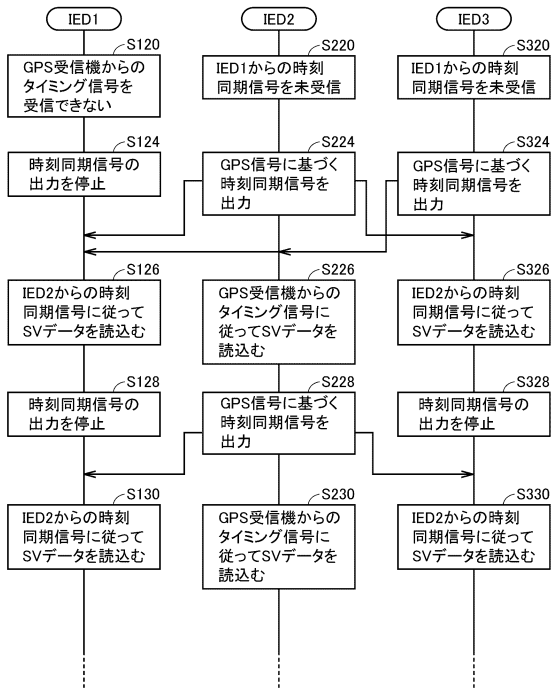 IED1
IED2
IED3
S120
GPS受信機からの
タイミング信号を
受信できない
S220
IED1からの時刻
同期信号を未受信
S320
IED1からの時刻
同期信号を未受信
S124
時刻同期信号の
出力を停止
S224
GPS信号に基づく
時刻同期信号を
出力
S324
GPS信号に基づく
時刻同期信号を
出力
S126
IED2からの時刻
同期信号に従って
SVデータを読込む
S226
GPS受信機からの
タイミング信号に
従ってSVデータを
読込む
S326
IED2からの時刻
同期信号に従って
SVデータを読込む
S128
時刻同期信号の
出力を停止
S228
GPS信号に基づく
時刻同期信号を
出力
S328
時刻同期信号の
出力を停止
S130
IED2からの時刻
同期信号に従って
SVデータを読込む
S230
GPS受信機からの
タイミング信号に
従ってSVデータを
読込む
S330
IED2からの時刻
同期信号に従って
SVデータを読込む